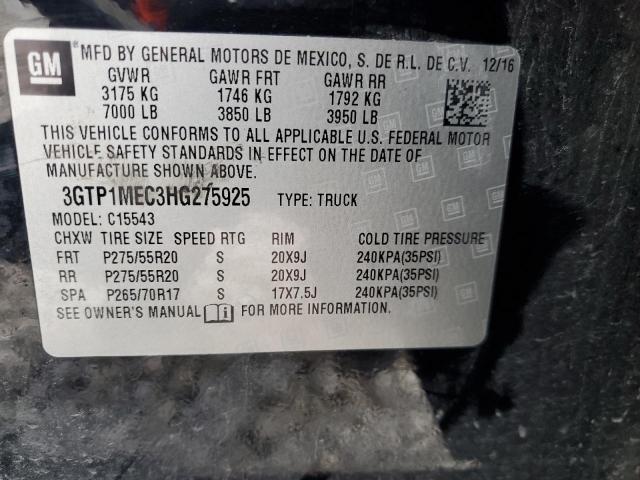 GM
MFD BY GENERAL MOTORS DE MEXICO, S. DE R.L. DE C.V. 12/16
GVWR GAWR FRT GAWR RR
3175 KG 1746 KG 1792 KG
7000 LB 3850 LB 3950 LB
THIS VEHICLE CONFORMS TO ALL APPLICABLE U.S. FEDERAL MOTOR
VEHICLE SAFETY STANDARDS IN EFFECT ON THE DATE OF
MANUFACTURE SHOWN ABOVE.
3GTP1MEC3HG275925 TYPE: TRUCK
MODEL: C15543
CHXW TIRE SIZE SPEED RTG RIM COLD TIRE PRESSURE
FRT P275/55R20 S 20X9J 240KPA(35PSI)
RR P275/55R20 S 20X9J 240KPA(35PSI)
SPA P265/70R17 S 17X7.5J 240KPA(35PSI)
SEE OWNER'S MANUAL FOR MORE INFORMATION.